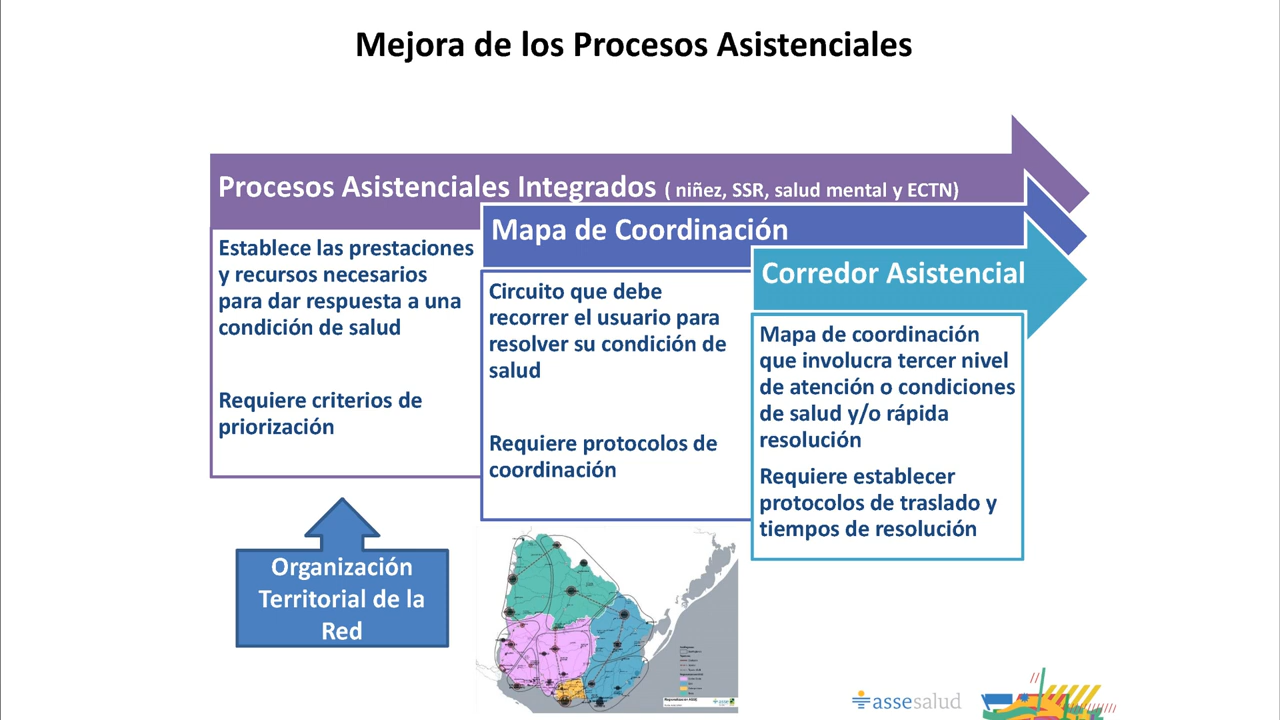 Mejora de los Procesos Asistenciales
Procesos Asistenciales Integrados ( niñez, SSR, salud mental y ECTN)
Establece las prestaciones
y recursos necesarios
para dar respuesta a una
condición de salud
Requiere criterios de
priorización
Mapa de Coordinación
Circuito que debe
recorrer el usuario para
resolver su condición de
salud
Requiere protocolos de
coordinación
Corredor Asistencial
Mapa de coordinación
que involucra tercer nivel
de atención o condiciones
de salud y/o rápida
resolución
Requiere establecer
protocolos de traslado y
tiempos de resolución
Organización
Territorial de la
Red
assesalud